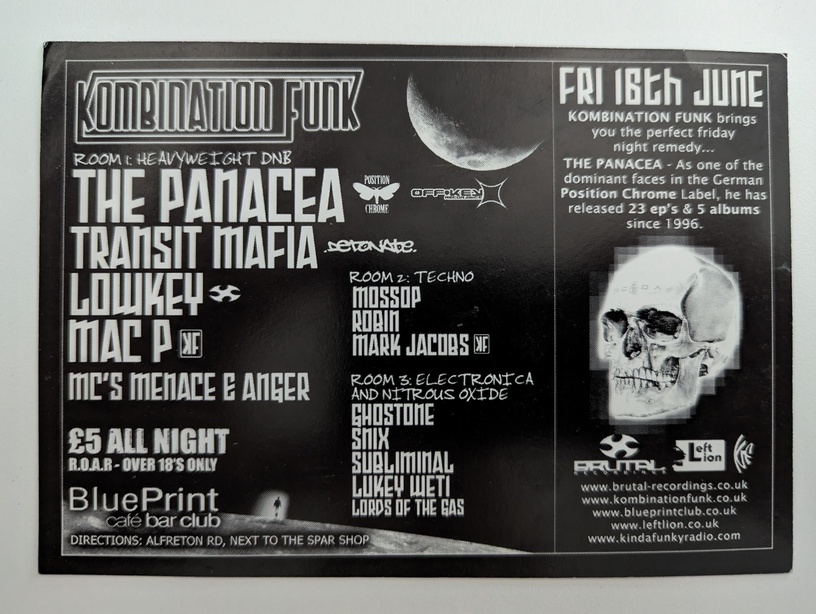 KOMBINATION FUNK
ROOM 1: HEAVYWEIGHT DNB
THE PANACEA
POSITION
CHROME
OFF-KEY
TRANSIT MAFIA
DETONATE
LOWKEY
MAC P KF
MC'S MENACE & ANGER
£5 ALL NIGHT
R.O.A.R - OVER 18'S ONLY
BluePrint
café bar club
DIRECTIONS: ALFRETON RD, NEXT TO THE SPAR SHOP
ROOM 2: TECHNO
MOSSOP
ROBIN
MARK JACOBS KF
ROOM 3: ELECTRONICA
AND NITROUS OXIDE
GHOSTONE
SNIX
SUBLIMINAL
LUKEY WETI
LORDS OF THE GAS
FRI 16th JUNE
KOMBINATION FUNK brings
you the perfect friday
night remedy...
THE PANACEA - As one of the
dominant faces in the German
Position Chrome Label, he has
released 23 ep's & 5 albums
since 1996.
BRUTAL
RECORDINGS
Left
Lion
www.brutal-recordings.co.uk
www.kombinationfunk.co.uk
www.blueprintclub.co.uk
www.leftlion.co.uk
www.kindafunkyradio.com